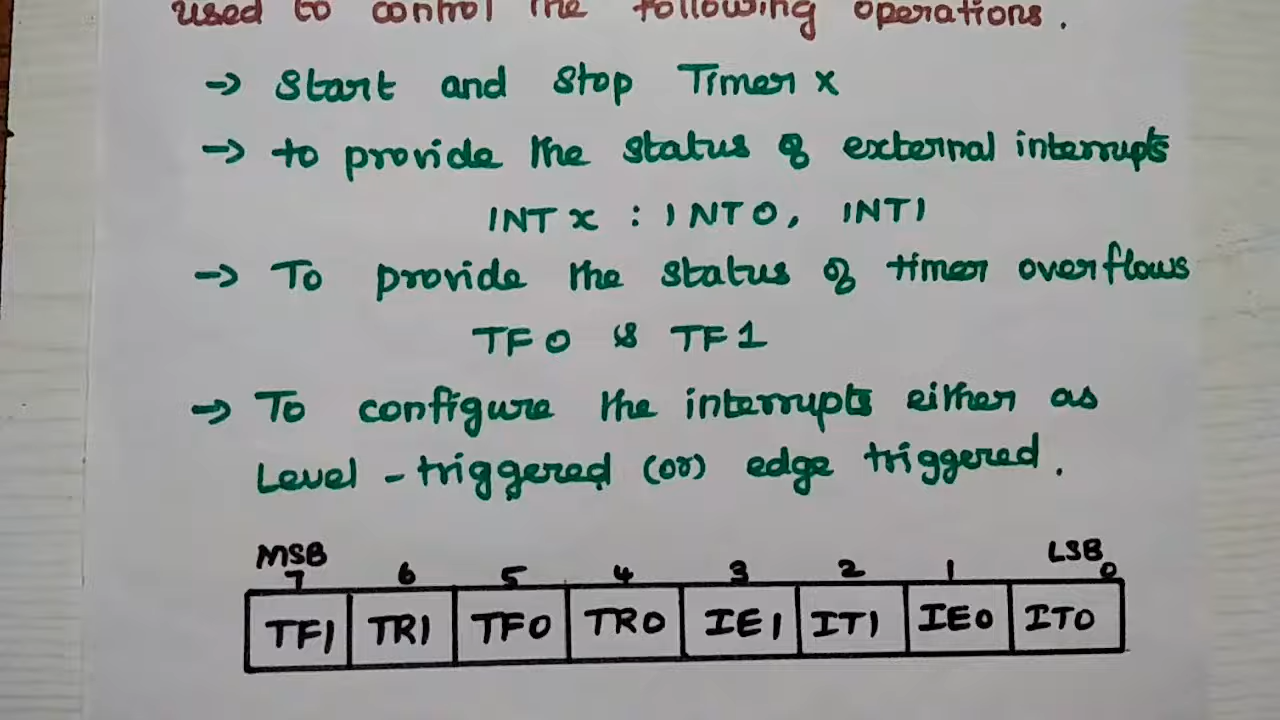 used to control the following operations.
→ Start and Stop Timer x
→ to provide the status of external interrupts
INT x : INT0, INT1
→ To provide the status of timer overflows
TF0 & TF1
→ To configure the interrupts either as
Level-triggered (or) edge triggered.
MSB LSB
7 6 5 4 3 2 1 0
TF1 TR1 TF0 TR0 IE1 IT1 IE0 IT0